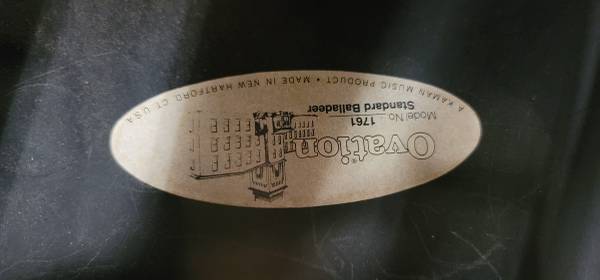 Ovation®
Model No. 1761
Standard Balladeer
A KAMAN MUSIC PRODUCT • MADE IN NEW HARTFORD, CT. USA